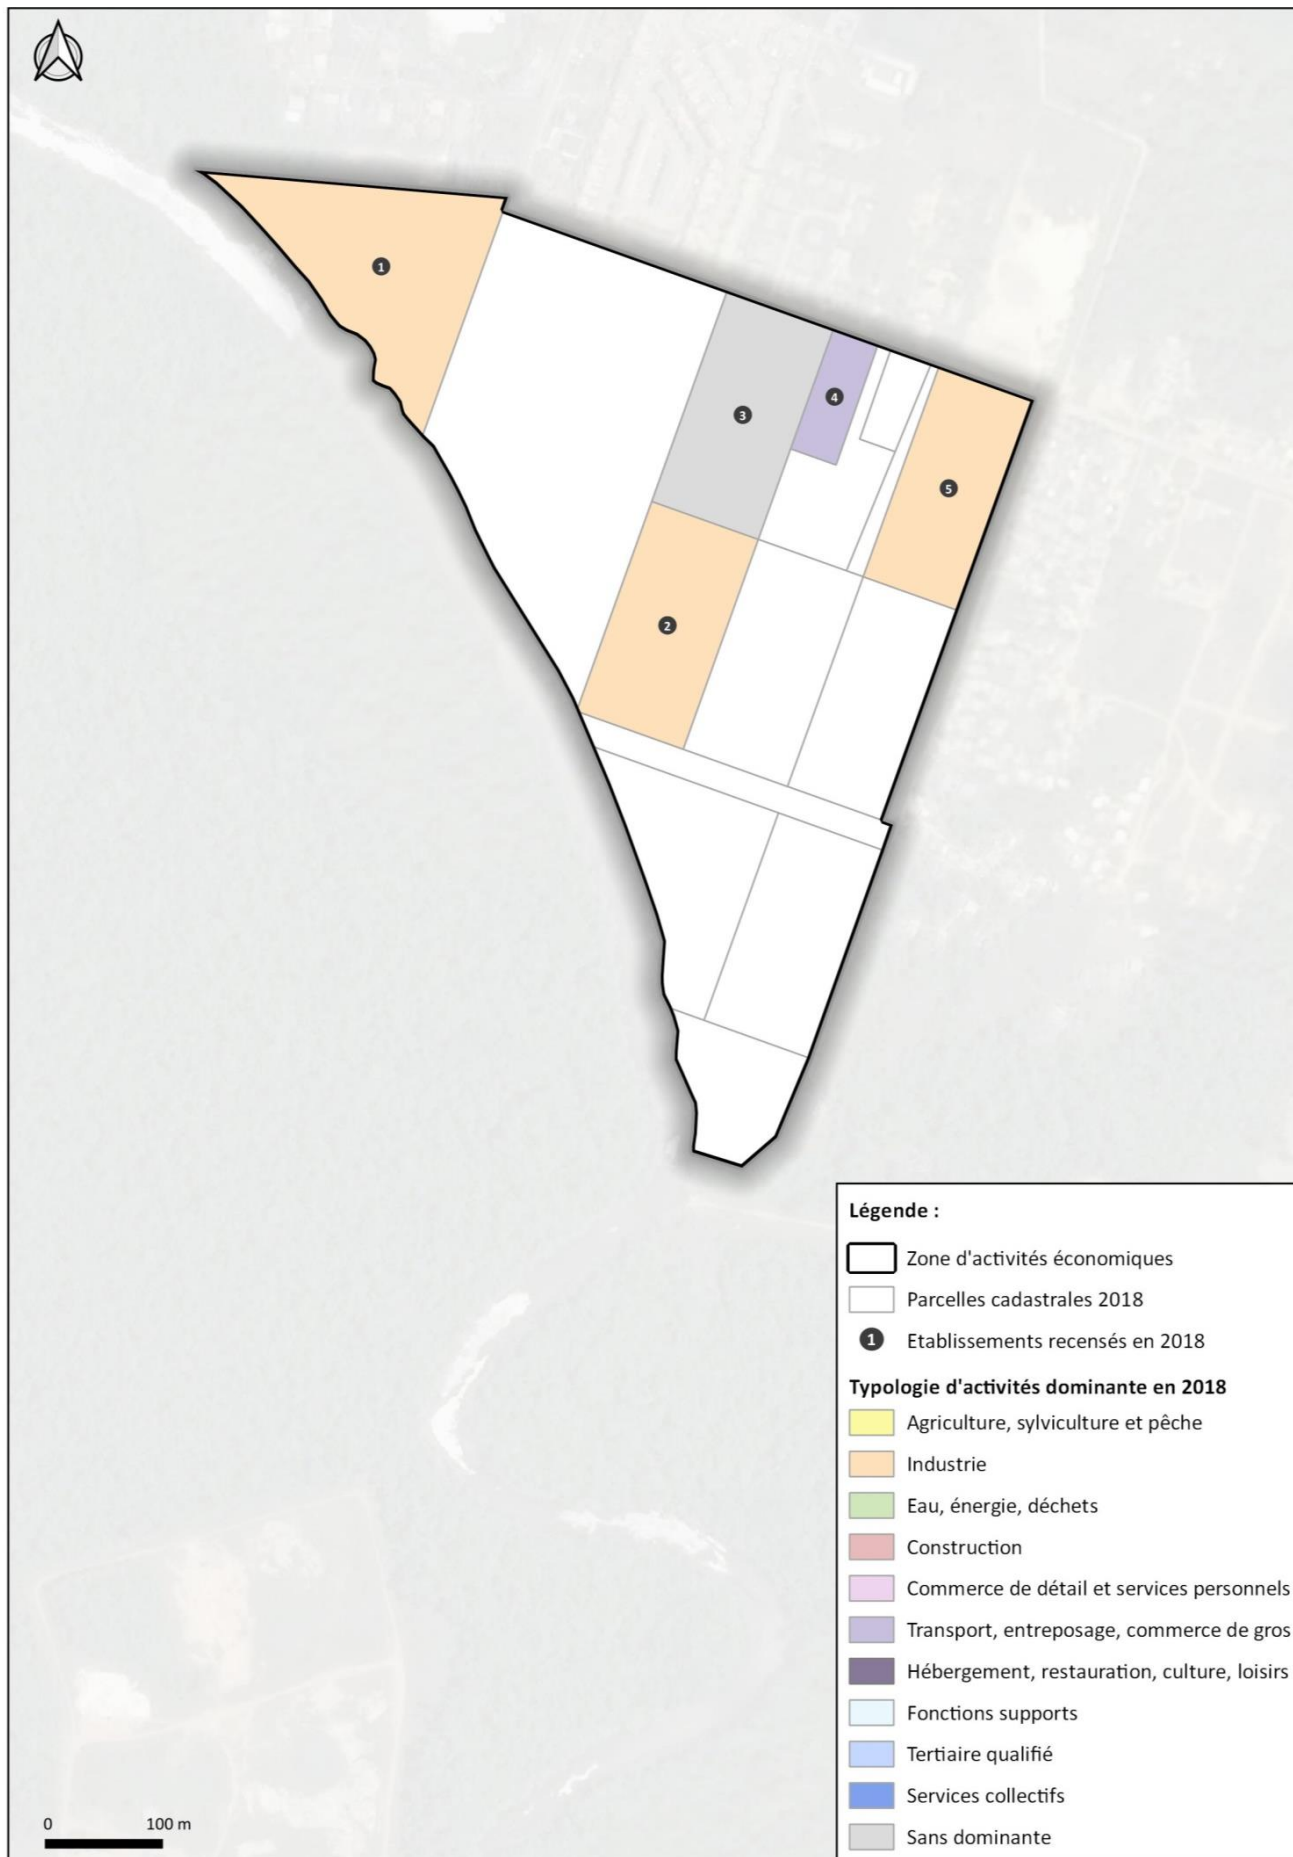 1
3
4
5
2
Légende :
Zone d'activités économiques
Parcelles cadastrales 2018
1 Etablissements recensés en 2018
Typologie d'activités dominante en 2018
Agriculture, sylviculture et pêche
Industrie
Eau, énergie, déchets
Construction
Commerce de détail et services personnels
Transport, entreposage, commerce de gros
Hébergement, restauration, culture, loisirs
Fonctions supports
Tertiaire qualifié
Services collectifs
Sans dominante
0 100 m